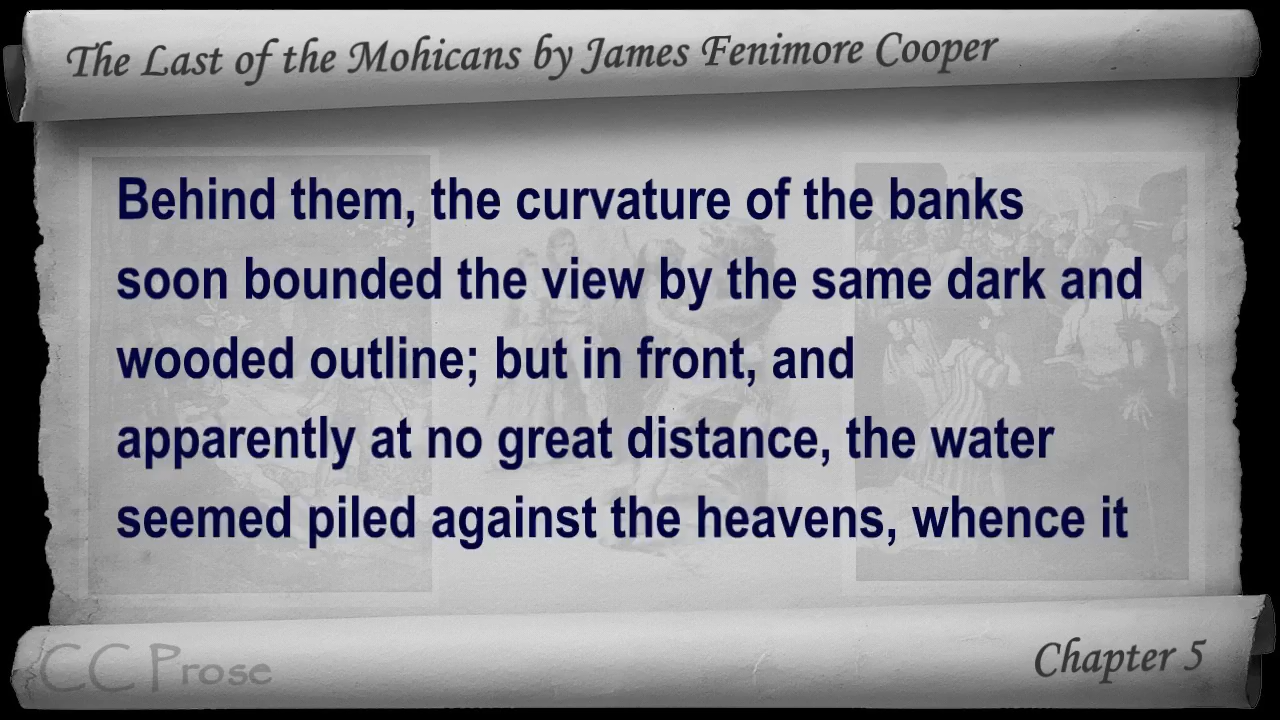 The Last of the Mohicans by James Fenimore Cooper
Behind them, the curvature of the banks
soon bounded the view by the same dark and
wooded outline; but in front, and
apparently at no great distance, the water
seemed piled against the heavens, whence it
CC Prose
Chapter 5